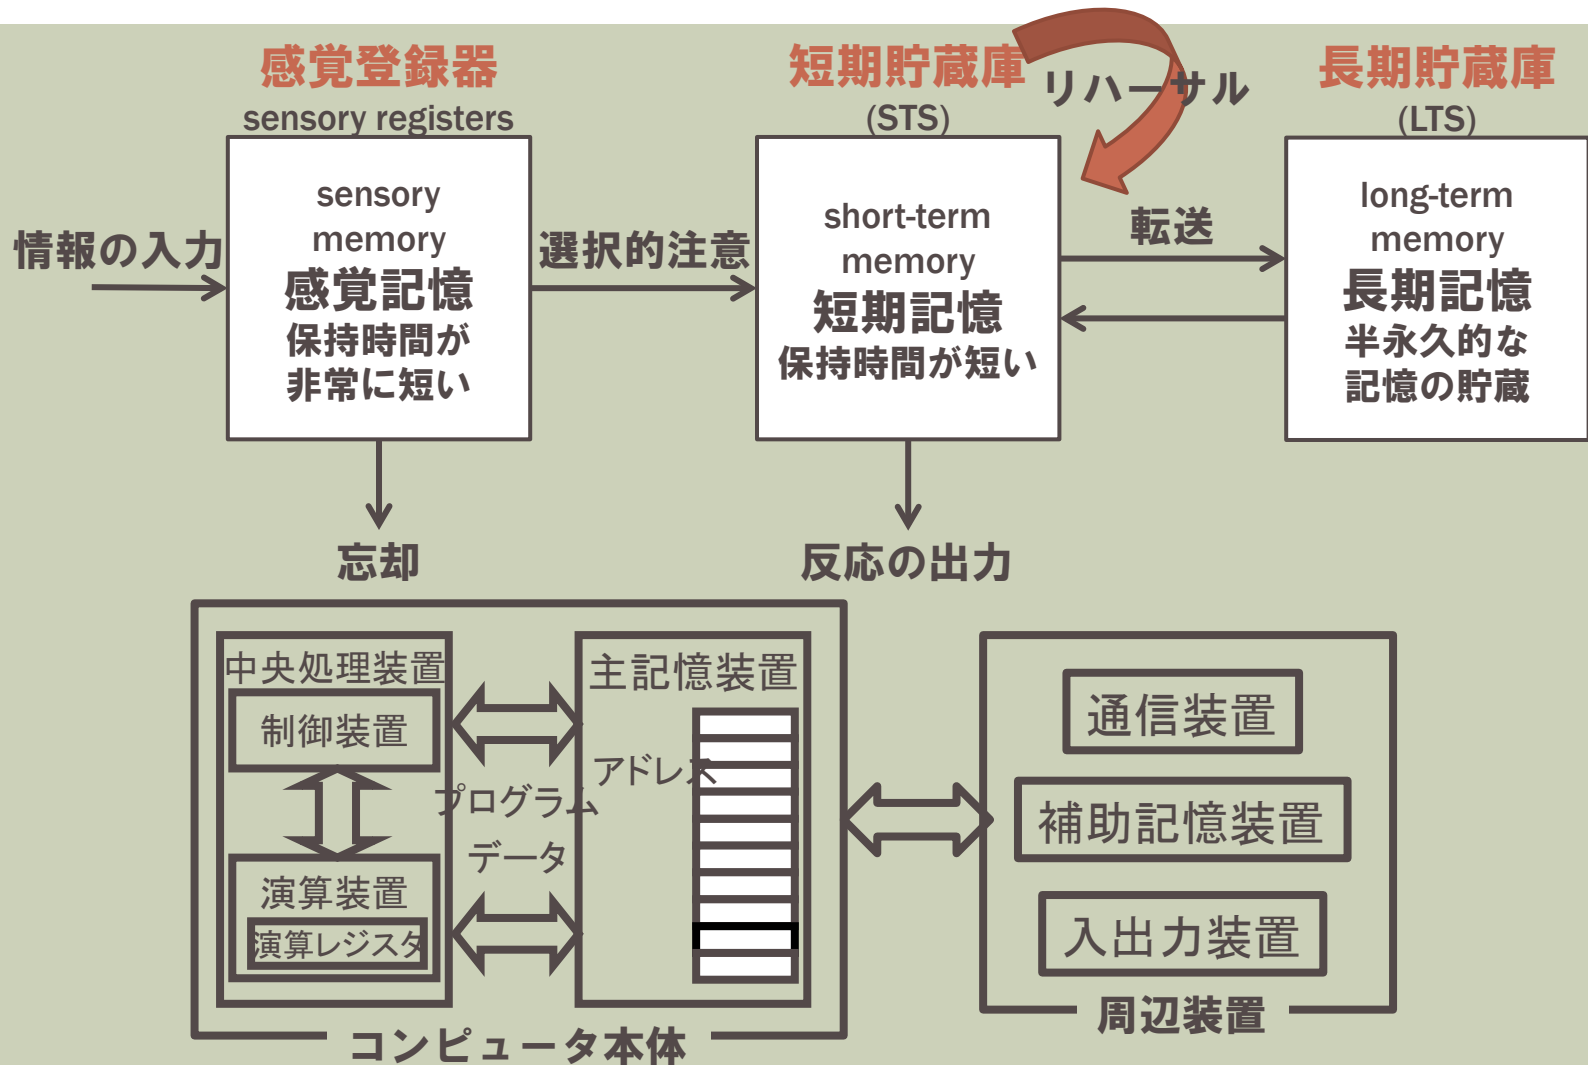 感覚登録器
sensory registers
短期貯蔵庫
(STS)
リハーサル
長期貯蔵庫
(LTS)
情報の入力
sensory
memory
感覚記憶
保持時間が
非常に短い
選択的注意
short-term
memory
短期記憶
保持時間が短い
転送
long-term
memory
長期記憶
半永久的な
記憶の貯蔵
忘却
反応の出力
中央処理装置
制御装置
演算装置
演算レジスタ
プログラム
データ
主記憶装置
アドレス
コンピュータ本体
通信装置
補助記憶装置
入出力装置
周辺装置